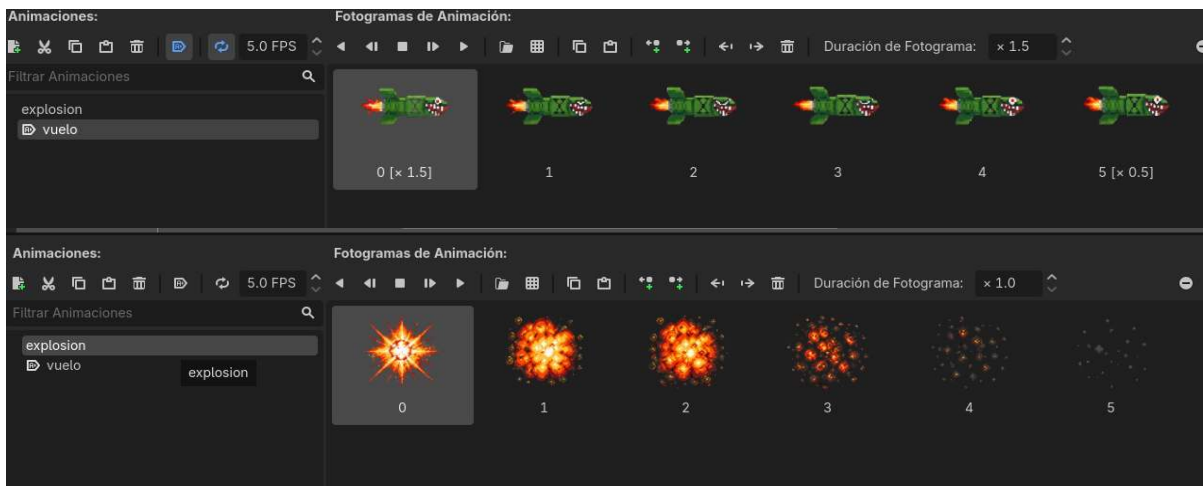 Animaciones: Fotogramas de Animación:
5.0 FPS Duración de Fotograma: × 1.5
Filtrar Animaciones
explosion
vuelo
0 [× 1.5] 1 2 3 4 5 [× 0.5]
Animaciones: Fotogramas de Animación:
5.0 FPS Duración de Fotograma: × 1.0
Filtrar Animaciones
explosion
vuelo
explosion
0 1 2 3 4 5